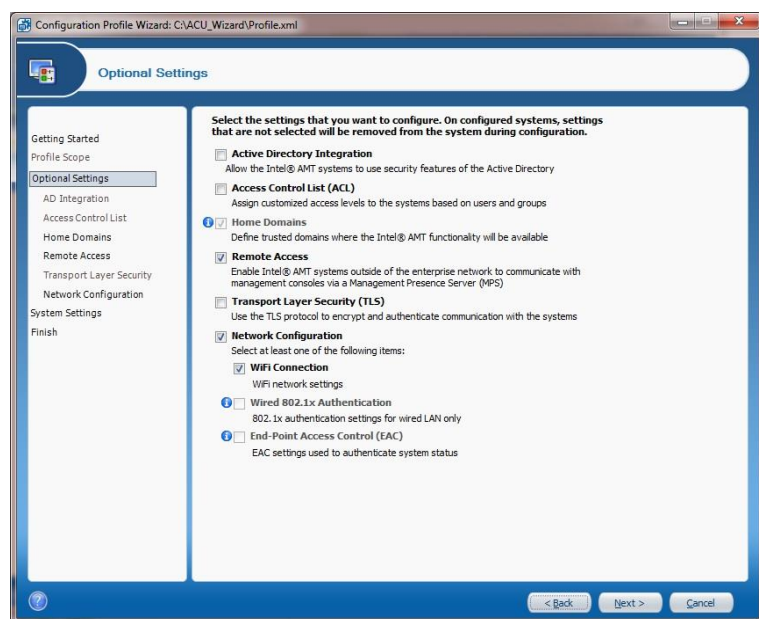 Configuration Profile Wizard: C:\ACU_Wizard\Profile.xml
Optional Settings
Getting Started
Profile Scope
Optional Settings
AD Integration
Access Control List
Home Domains
Remote Access
Transport Layer Security
Network Configuration
System Settings
Finish
Select the settings that you want to configure. On configured systems, settings
that are not selected will be removed from the system during configuration.
Active Directory Integration
Allow the Intel® AMT systems to use security features of the Active Directory
Access Control List (ACL)
Assign customized access levels to the systems based on users and groups
Home Domains
Define trusted domains where the Intel® AMT functionality will be available
Remote Access
Enable Intel® AMT systems outside of the enterprise network to communicate with
management consoles via a Management Presence Server (MPS)
Transport Layer Security (TLS)
Use the TLS protocol to encrypt and authenticate communication with the systems
Network Configuration
Select at least one of the following items:
WiFi Connection
WiFi network settings
Wired 802.1x Authentication
802.1x authentication settings for wired LAN only
End-Point Access Control (EAC)
EAC settings used to authenticate system status
< Back
Next >
Cancel